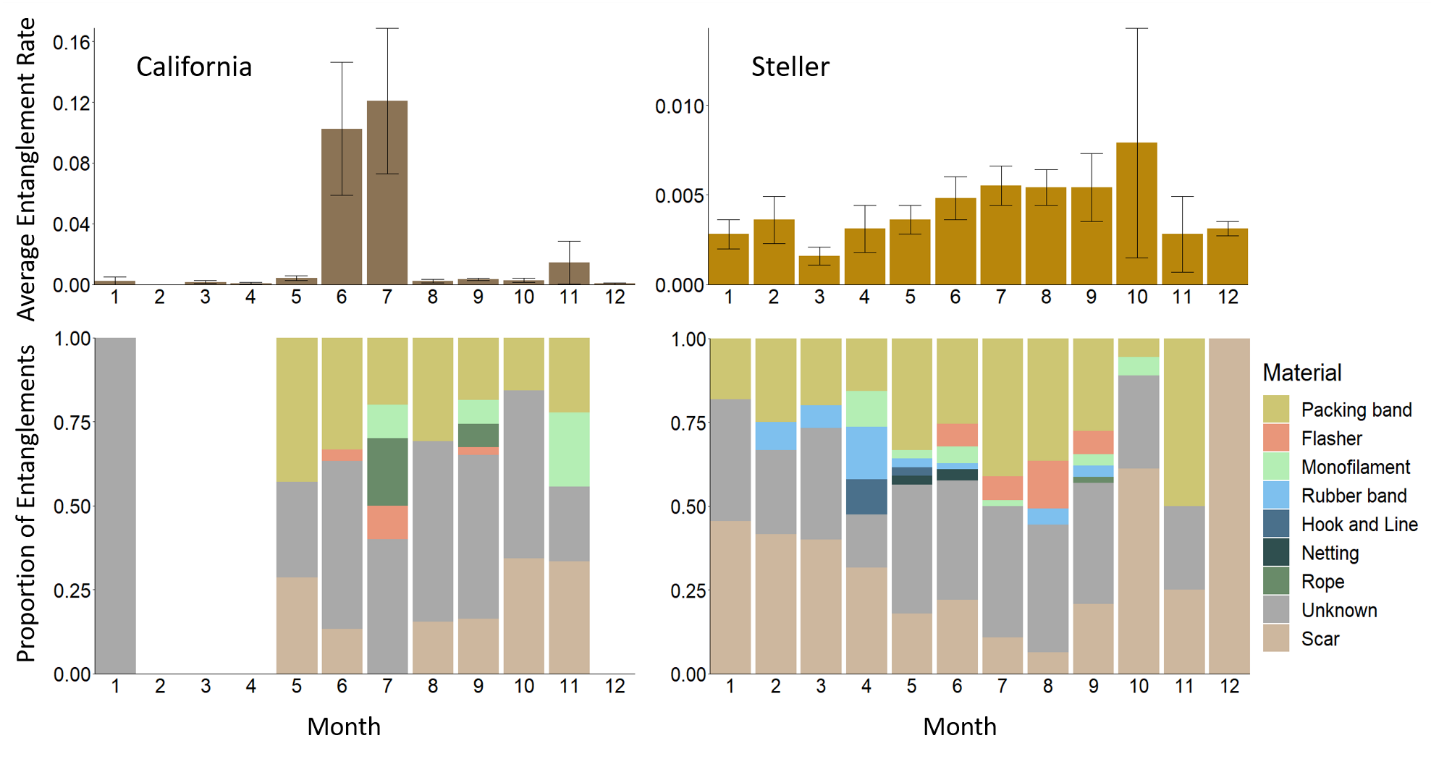 California
Steller
Average Entanglement Rate
0.16
0.12
0.08
0.04
0.00
1 2 3 4 5 6 7 8 9 10 11 12
0.010
0.005
0.000
1 2 3 4 5 6 7 8 9 10 11 12
Proportion of Entanglements
1.00
0.75
0.50
0.25
0.00
1 2 3 4 5 6 7 8 9 10 11 12
Month
1.00
0.75
0.50
0.25
0.00
1 2 3 4 5 6 7 8 9 10 11 12
Month
Material
Packing band
Flasher
Monofilament
Rubber band
Hook and Line
Netting
Rope
Unknown
Scar